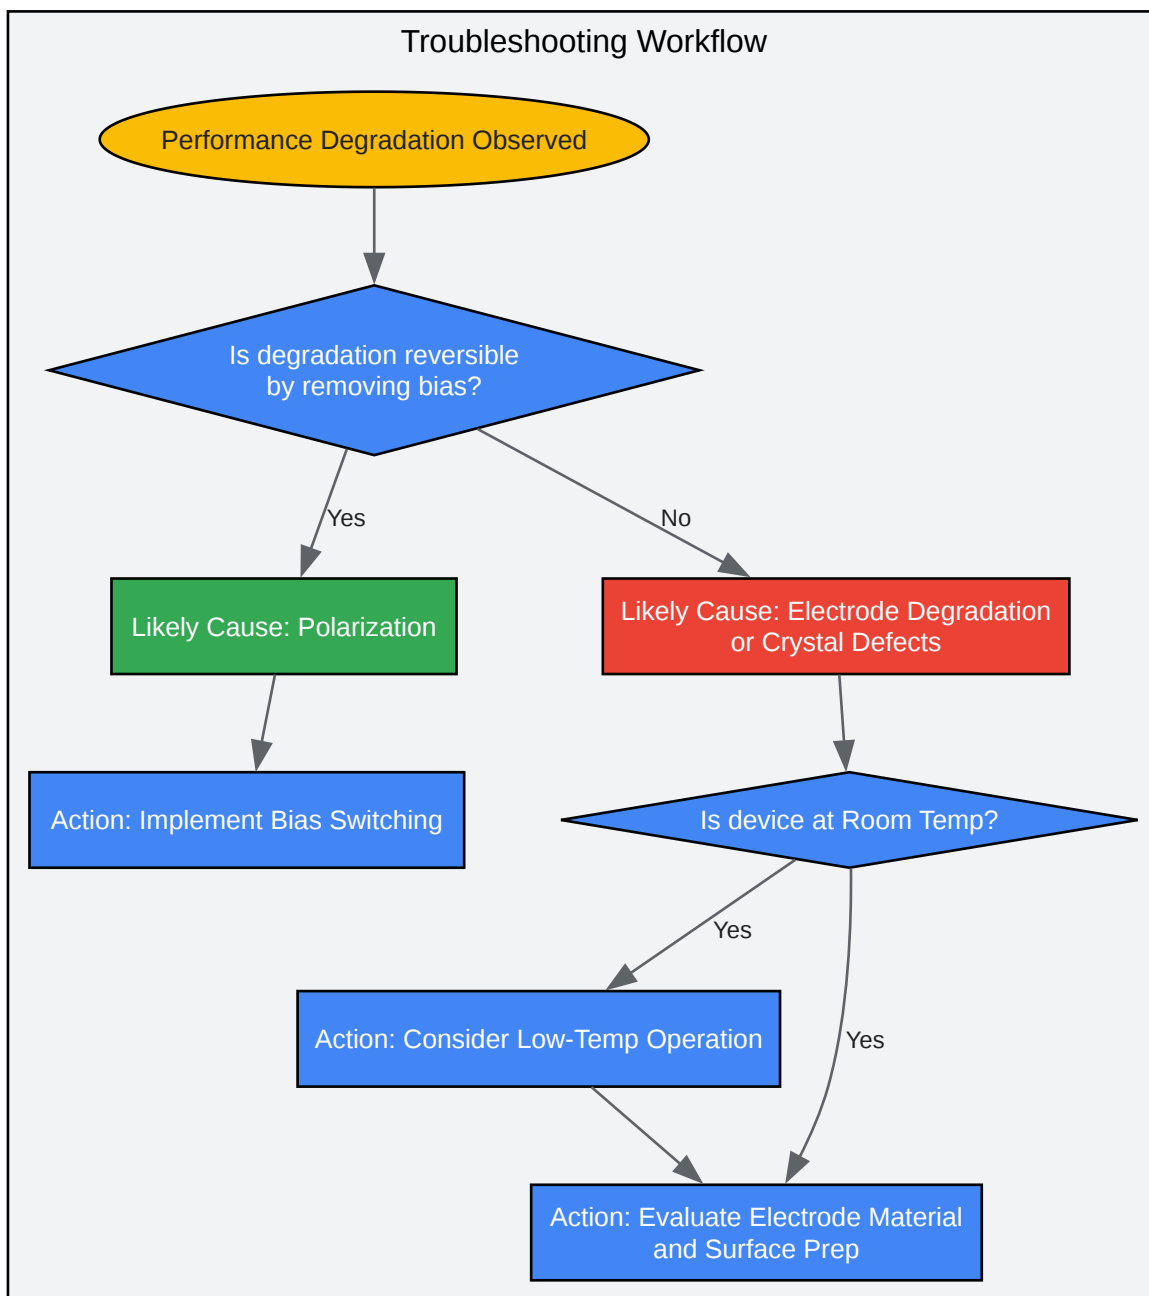 Troubleshooting Workflow
Performance Degradation Observed
Is degradation reversible
by removing bias?
Yes
No
Likely Cause: Polarization
Likely Cause: Electrode Degradation
or Crystal Defects
Action: Implement Bias Switching
Is device at Room Temp?
Yes
Action: Consider Low-Temp Operation
Yes
Action: Evaluate Electrode Material
and Surface Prep